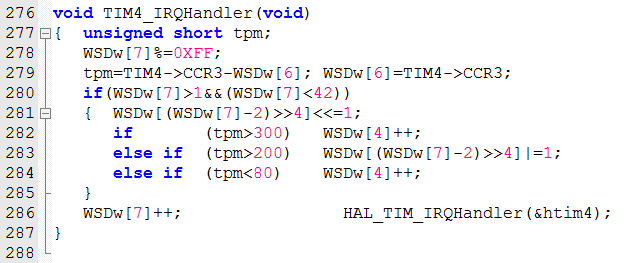 276 void TIM4_IRQHandler(void)
277 { unsigned short tpm;
278 WSDw[7]%=0XFF;
279 tpm=TIM4->CCR3-WSDw[6]; WSDw[6]=TIM4->CCR3;
280 if(WSDw[7]>1&&(WSDw[7]<42))
281 { WSDw[(WSDw[7]-2)>>4]<<=1;
282 if (tpm>300) WSDw[4]++;
283 else if (tpm>200) WSDw[(WSDw[7]-2)>>4]|=1;
284 else if (tpm<80) WSDw[4]++;
285 }
286 WSDw[7]++; HAL_TIM_IRQHandler(&htim4);
287 }
288